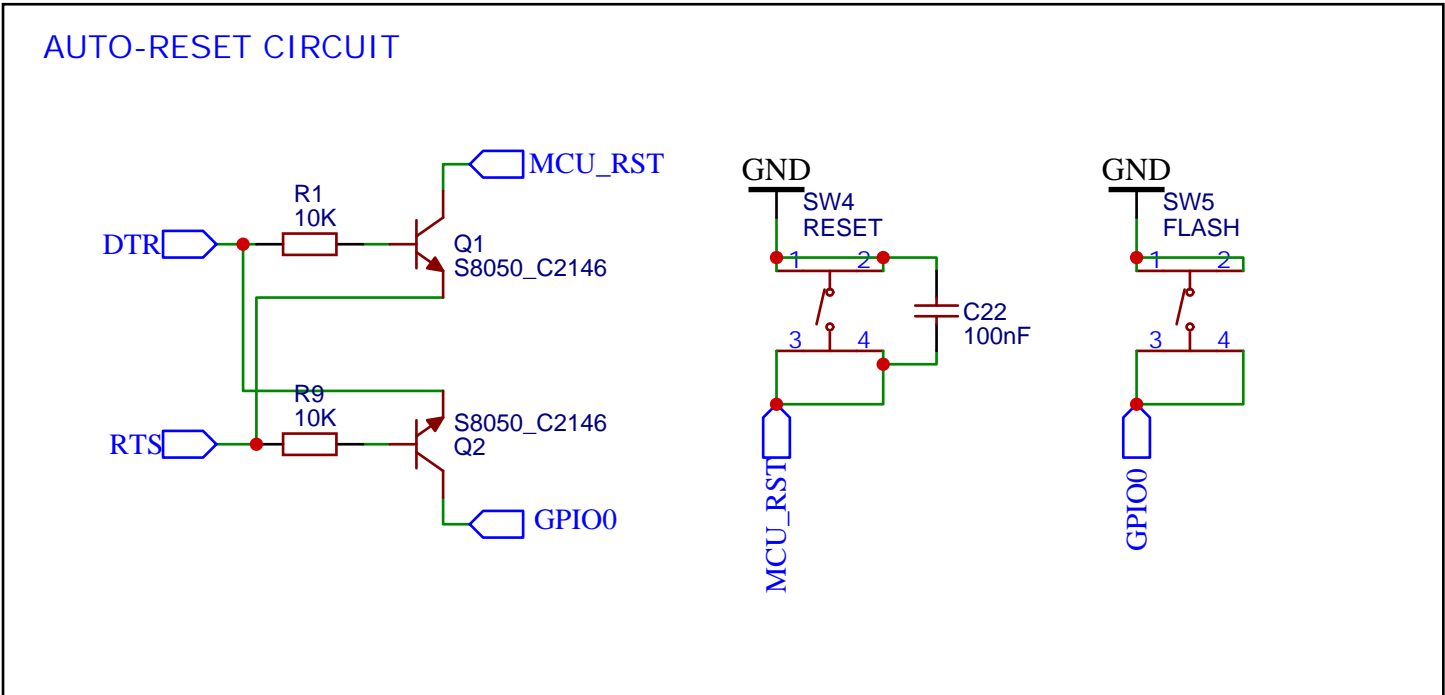 AUTO-RESET CIRCUIT
MCU_RST
R1
10K
DTR
Q1
S8050_C2146
R9
10K
RTS
S8050_C2146
Q2
GPIO0
GND
SW4
RESET
1 2
3 4
C22
100nF
MCU_RST
GND
SW5
FLASH
1 2
3 4
GPIO0